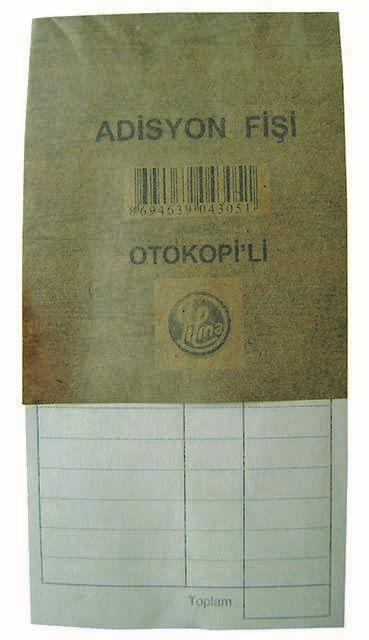 ADİSYON FİŞİ
8694639043051
OTOKOPİ'Lİ
Toplam